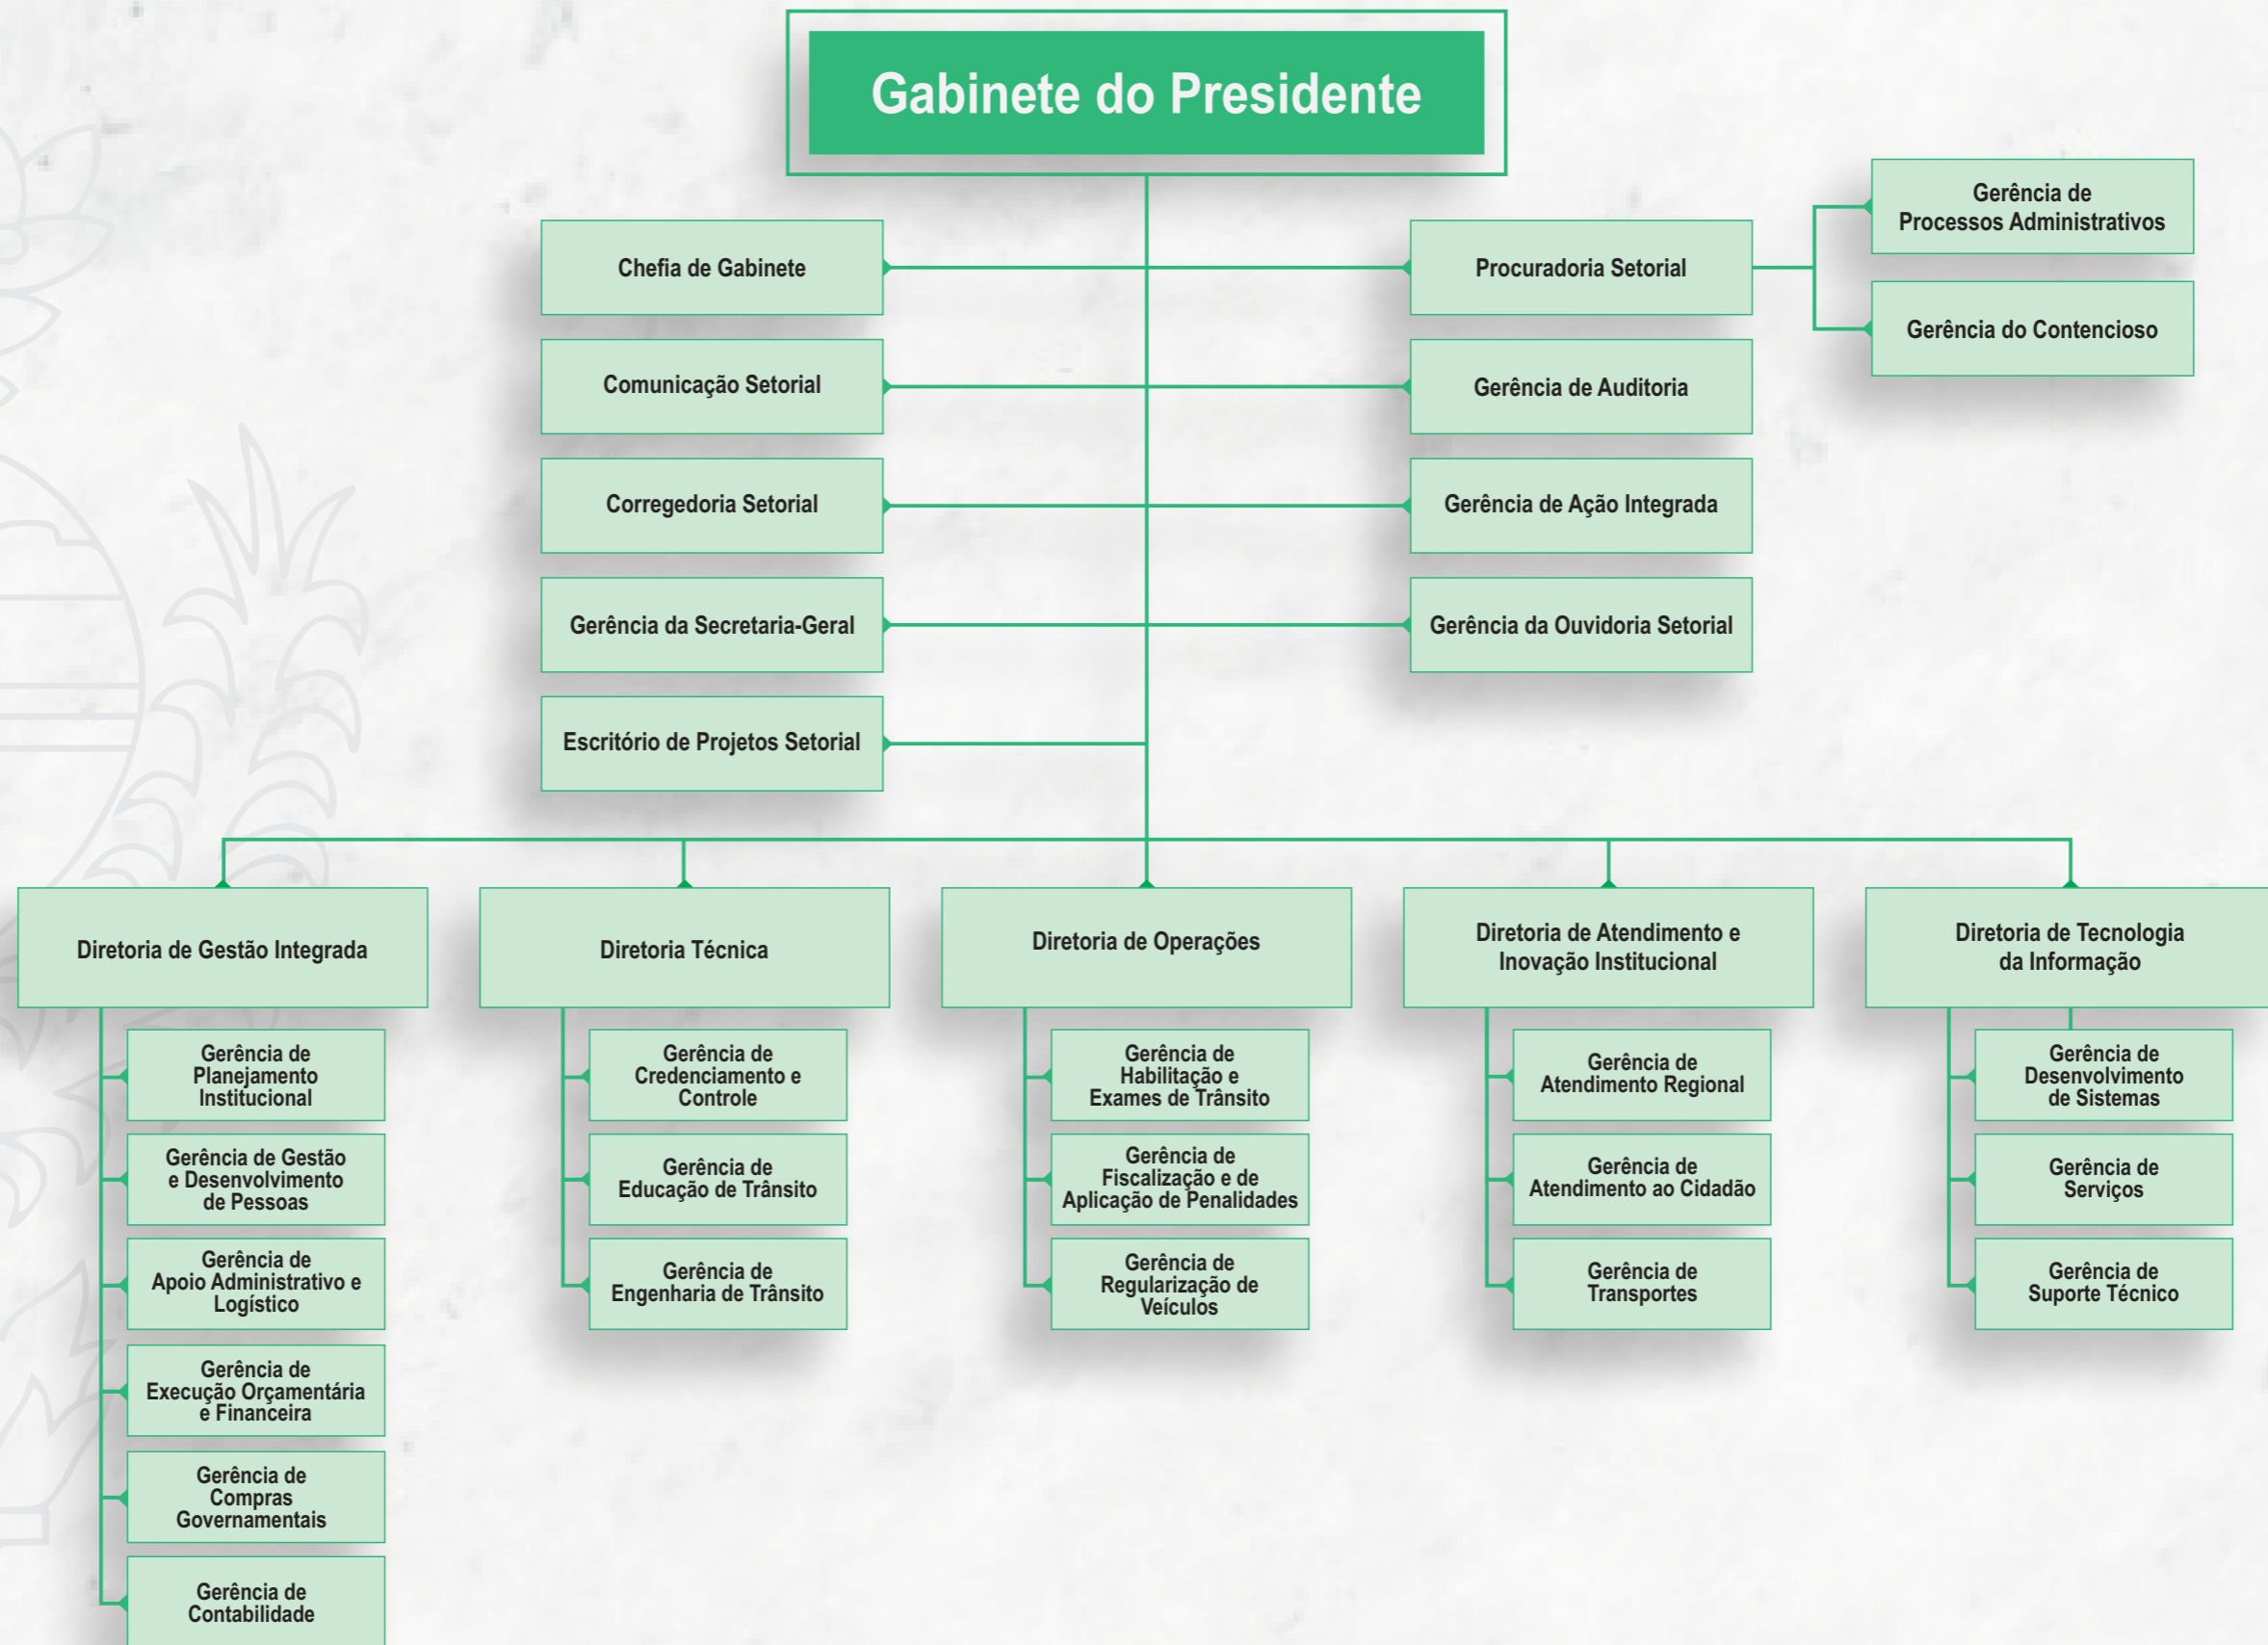 Gabinete do Presidente
Chefia de Gabinete
Procuradoria Setorial
Gerência de
Processos Administrativos
Gerência do Contencioso
Comunicação Setorial
Gerência de Auditoria
Corregedoria Setorial
Gerência de Ação Integrada
Gerência da Secretaria-Geral
Gerência da Ouvidoria Setorial
Escritório de Projetos Setorial
Diretoria de Gestão Integrada
Gerência de
Planejamento
Institucional
Gerência de Gestão
e Desenvolvimento
de Pessoas
Gerência de
Apoio Administrativo e
Logístico
Gerência de
Execução Orçamentária
e Financeira
Gerência de
Compras
Governamentais
Gerência de
Contabilidade
Diretoria Técnica
Gerência de
Credenciamento e
Controle
Gerência de
Educação de Trânsito
Gerência de
Engenharia de Trânsito
Diretoria de Operações
Gerência de
Habilitação e
Exames de Trânsito
Gerência de
Fiscalização e de
Aplicação de Penalidades
Gerência de
Regularização de
Veículos
Diretoria de Atendimento e
Inovação Institucional
Gerência de
Atendimento Regional
Gerência de
Atendimento ao Cidadão
Gerência de
Transportes
Diretoria de Tecnologia
da Informação
Gerência de
Desenvolvimento
de Sistemas
Gerência de
Serviços
Gerência de
Suporte Técnico